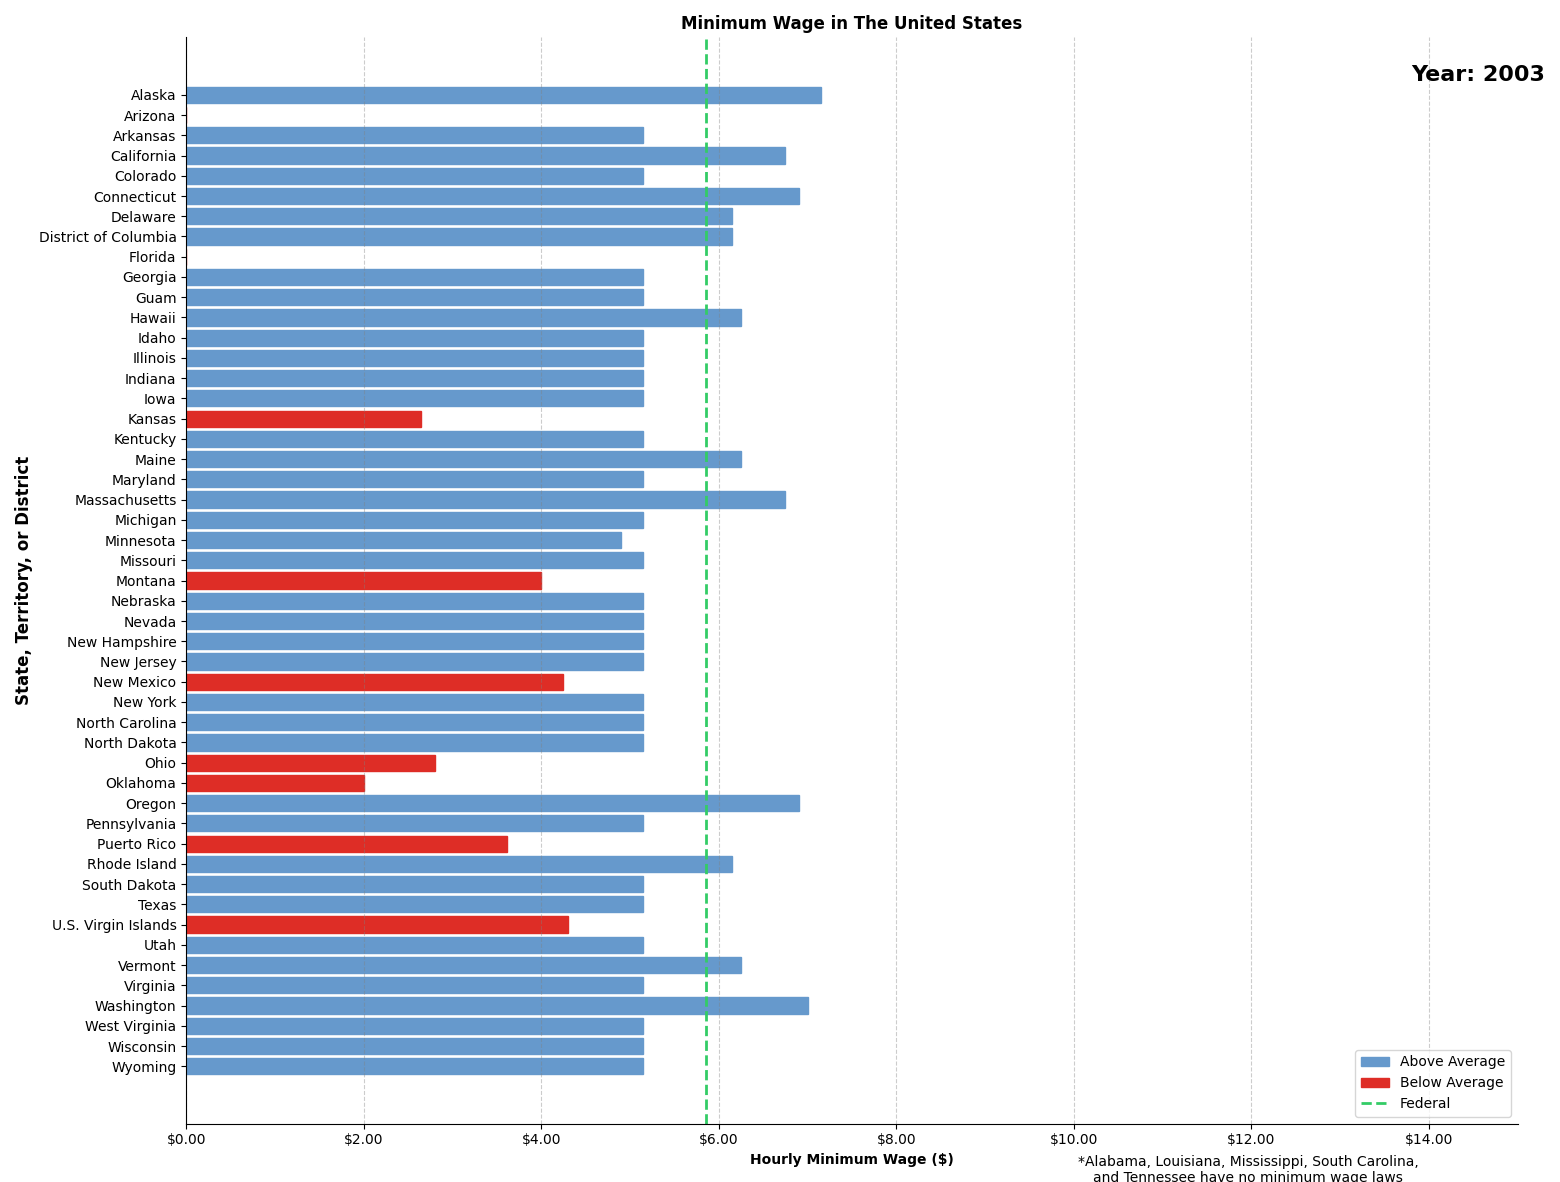 Minimum Wage in The United States
Year: 2003
State, Territory, or District
Alaska
Arizona
Arkansas
California
Colorado
Connecticut
Delaware
District of Columbia
Florida
Georgia
Guam
Hawaii
Idaho
Illinois
Indiana
Iowa
Kansas
Kentucky
Maine
Maryland
Massachusetts
Michigan
Minnesota
Missouri
Montana
Nebraska
Nevada
New Hampshire
New Jersey
New Mexico
New York
North Carolina
North Dakota
Ohio
Oklahoma
Oregon
Pennsylvania
Puerto Rico
Rhode Island
South Dakota
Texas
U.S. Virgin Islands
Utah
Vermont
Virginia
Washington
West Virginia
Wisconsin
Wyoming
Above Average
Below Average
Federal
$0.00 $2.00 $4.00 $6.00 $8.00 $10.00 $12.00 $14.00
Hourly Minimum Wage ($)
*Alabama, Louisiana, Mississippi, South Carolina,
and Tennessee have no minimum wage laws